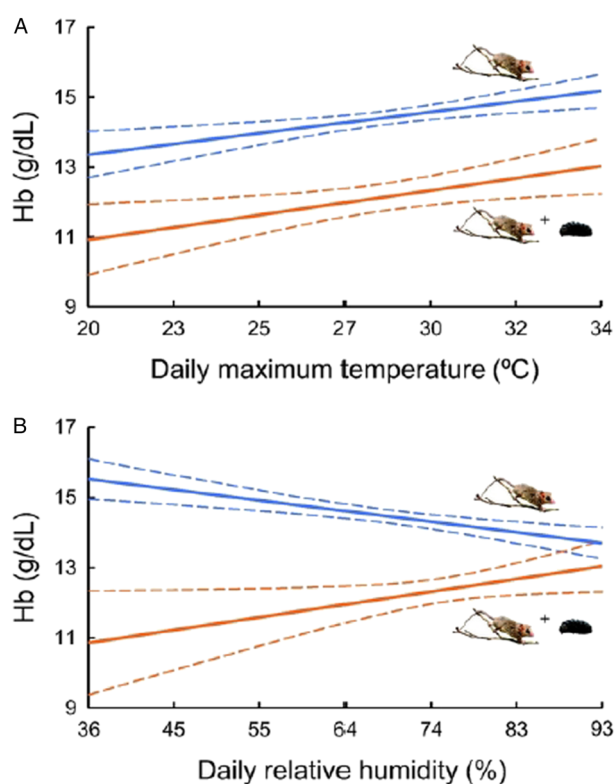 A
17
15
13
11
9
Hb (g/dL)
+
20 23 25 27 30 32 34
Daily maximum temperature (ºC)
B
17
15
13
11
9
Hb (g/dL)
+
36 45 55 64 74 83 93
Daily relative humidity (%)